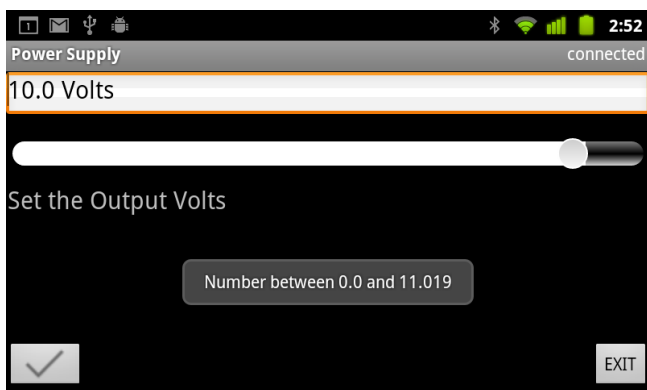 1
2:52
Power Supply
connected
10.0 Volts
Set the Output Volts
Number between 0.0 and 11.019
EXIT